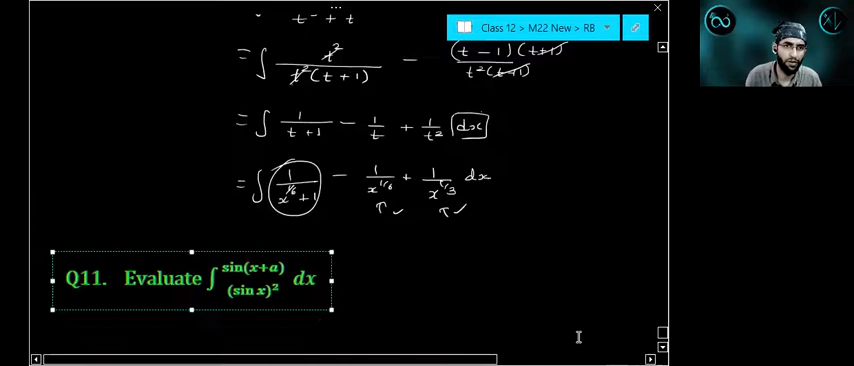 t² + t
Class 12 > M22 New > RB
= ∫ t² / t²(t+1) − (t−1)(t+1) / t²(t+1)
= ∫ 1/(t+1) − 1/t + 1/t² dx
= ∫ 1/(x^{1/6}+1) − 1/x^{1/6} + 1/x^{1/3} dx
Q11. Evaluate ∫ sin(x+a) / (sin x)² dx